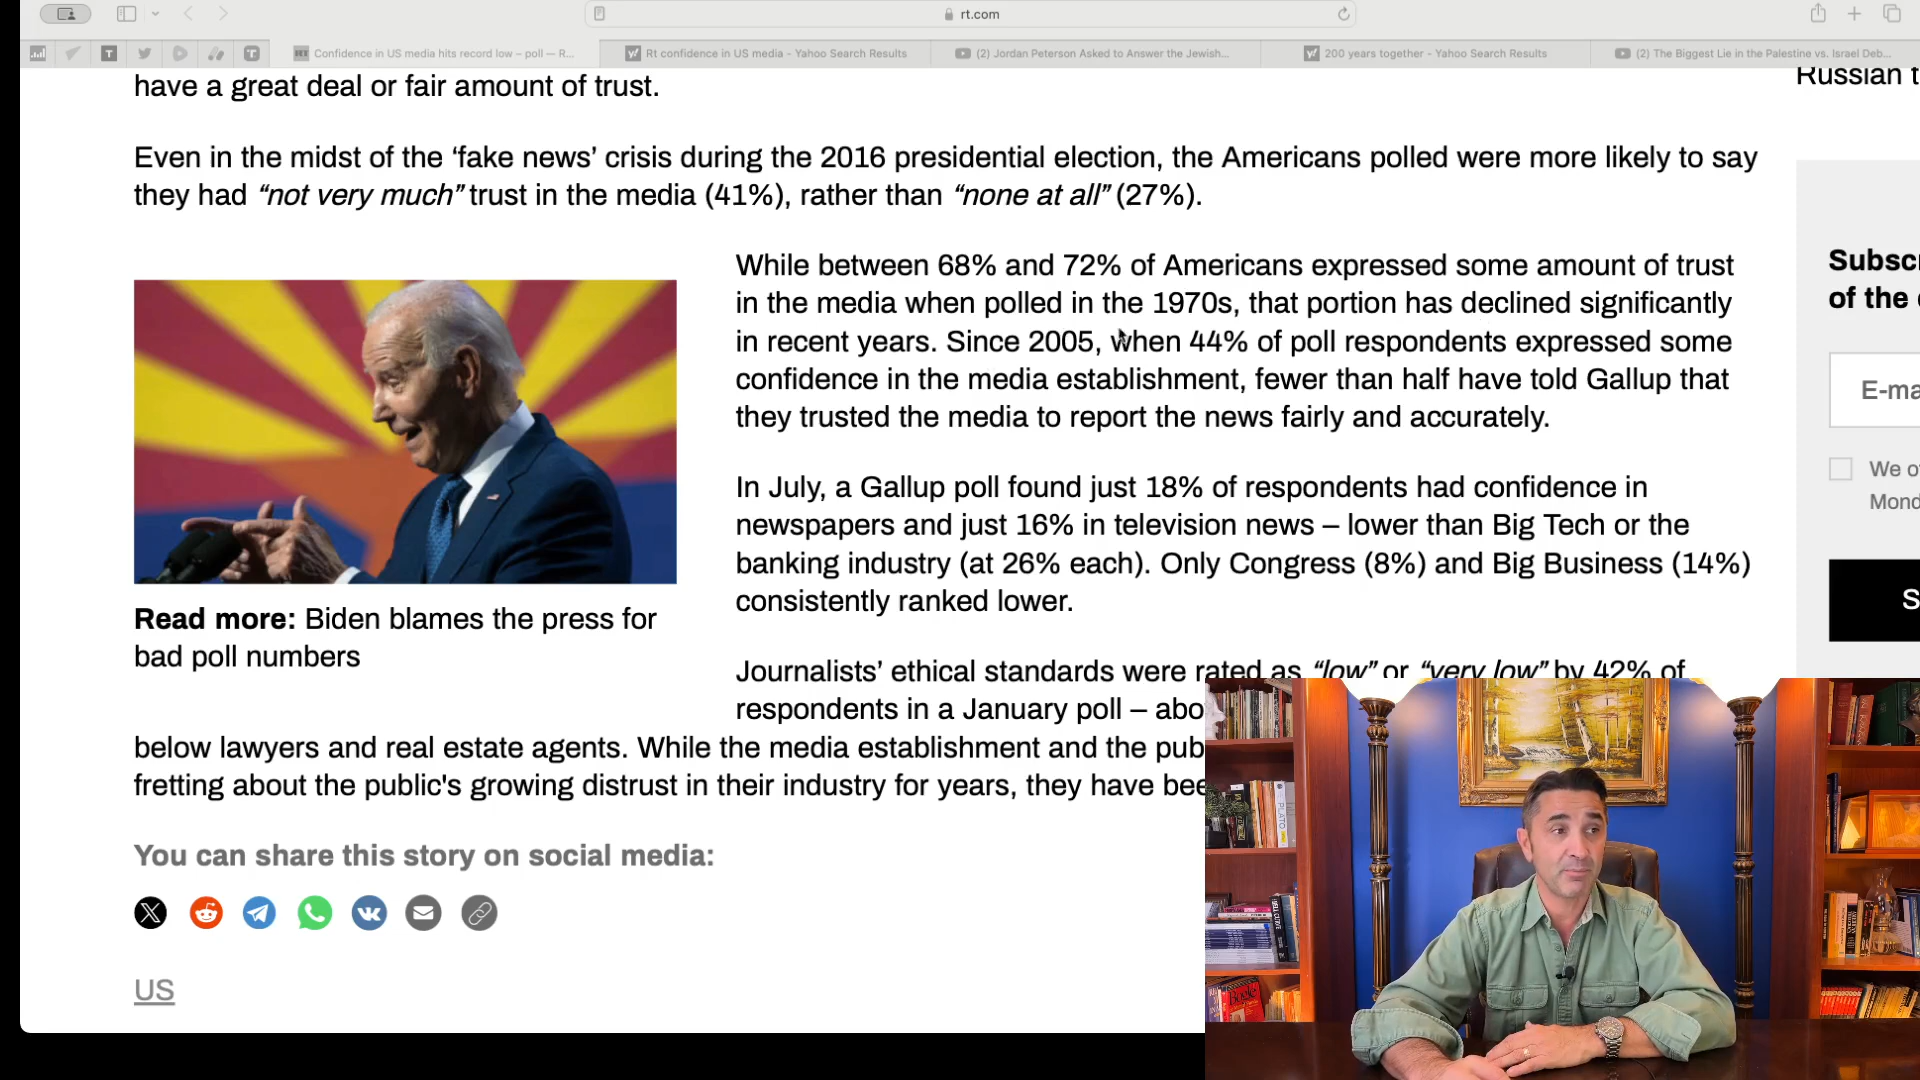 rt.com
Confidence in US media hits record low – poll — R...
Rt confidence in US media - Yahoo Search Results
(2) Jordan Peterson Asked to Answer the Jewish...
200 years together - Yahoo Search Results
(2) The Biggest Lie in the Palestine vs. Israel Deb...
have a great deal or fair amount of trust.
Russian t
Even in the midst of the ‘fake news’ crisis during the 2016 presidential election, the Americans polled were more likely to say
they had “not very much” trust in the media (41%), rather than “none at all” (27%).
While between 68% and 72% of Americans expressed some amount of trust
in the media when polled in the 1970s, that portion has declined significantly
in recent years. Since 2005, when 44% of poll respondents expressed some
confidence in the media establishment, fewer than half have told Gallup that
they trusted the media to report the news fairly and accurately.
In July, a Gallup poll found just 18% of respondents had confidence in
newspapers and just 16% in television news – lower than Big Tech or the
banking industry (at 26% each). Only Congress (8%) and Big Business (14%)
consistently ranked lower.
Read more: Biden blames the press for
bad poll numbers
Journalists’ ethical standards were rated as “low” or “very low” by 42% of
respondents in a January poll – abo
below lawyers and real estate agents. While the media establishment and the pub
fretting about the public's growing distrust in their industry for years, they have bee
You can share this story on social media:
US
Subsc
of the
E-ma
We o
Mond
S
PLATO